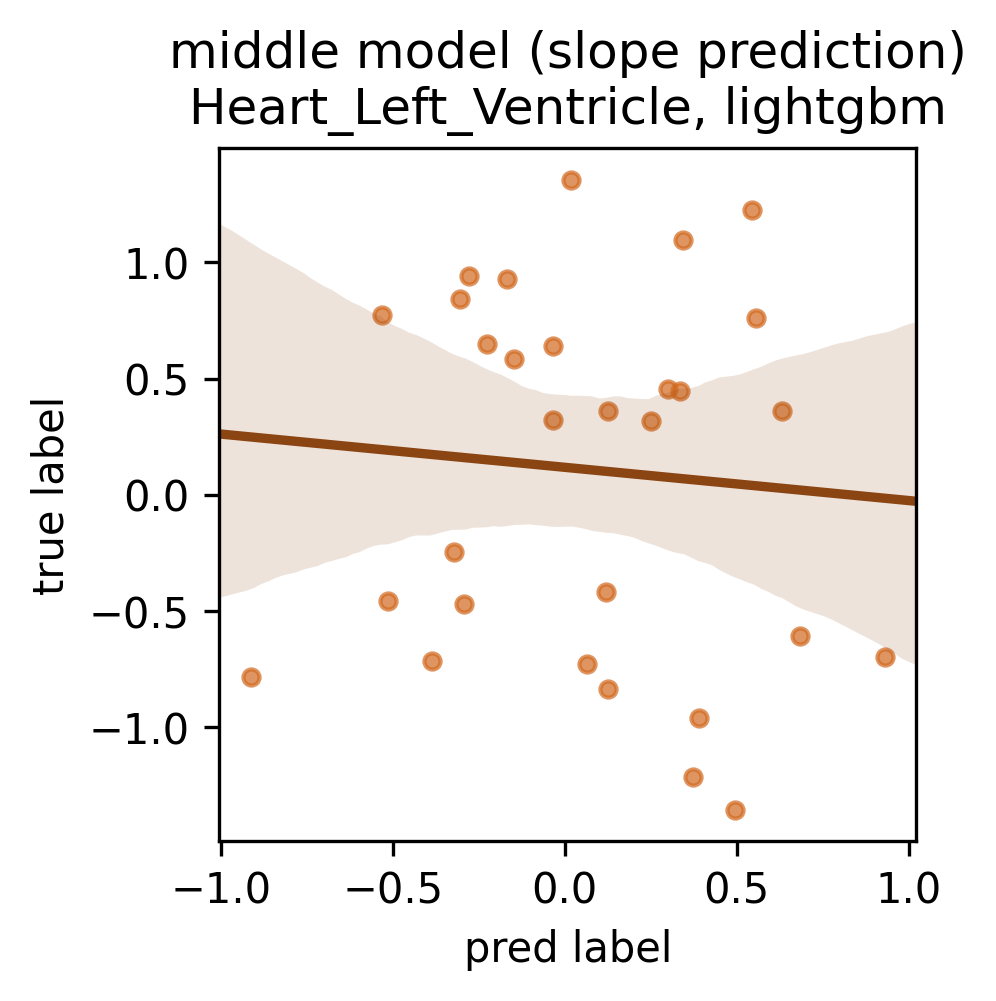 middle model (slope prediction)
Heart_Left_Ventricle, lightgbm
true label
1.0
0.5
0.0
−0.5
−1.0
−1.0
−0.5
0.0
0.5
1.0
pred label